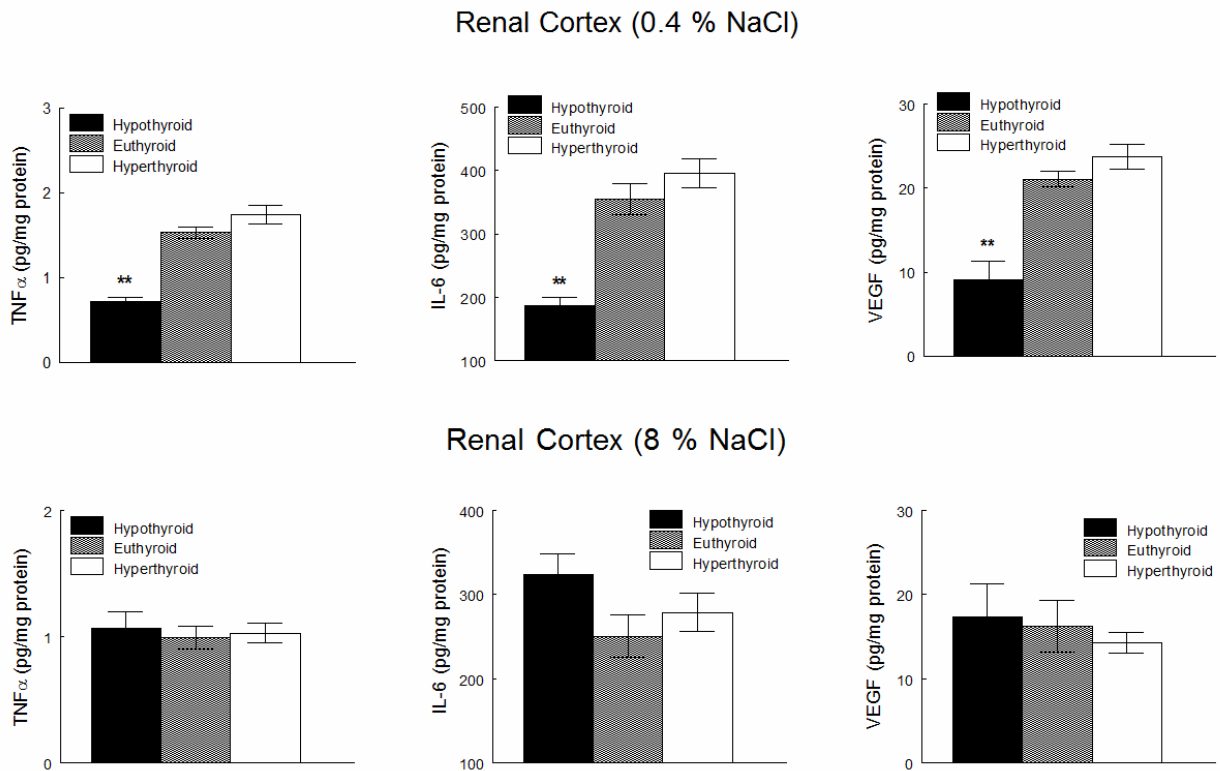 Renal Cortex (0.4 % NaCl)
TNFα (pg/mg protein)
3
2
1
0
Hypothyroid
Euthyroid
Hyperthyroid
**
IL-6 (pg/mg protein)
500
400
300
200
100
Hypothyroid
Euthyroid
Hyperthyroid
**
VEGF (pg/mg protein)
30
20
10
0
Hypothyroid
Euthyroid
Hyperthyroid
**
Renal Cortex (8 % NaCl)
TNFα (pg/mg protein)
2
1
0
Hypothyroid
Euthyroid
Hyperthyroid
IL-6 (pg/mg protein)
400
300
200
100
Hypothyroid
Euthyroid
Hyperthyroid
VEGF (pg/mg protein)
30
20
10
0
Hypothyroid
Euthyroid
Hyperthyroid